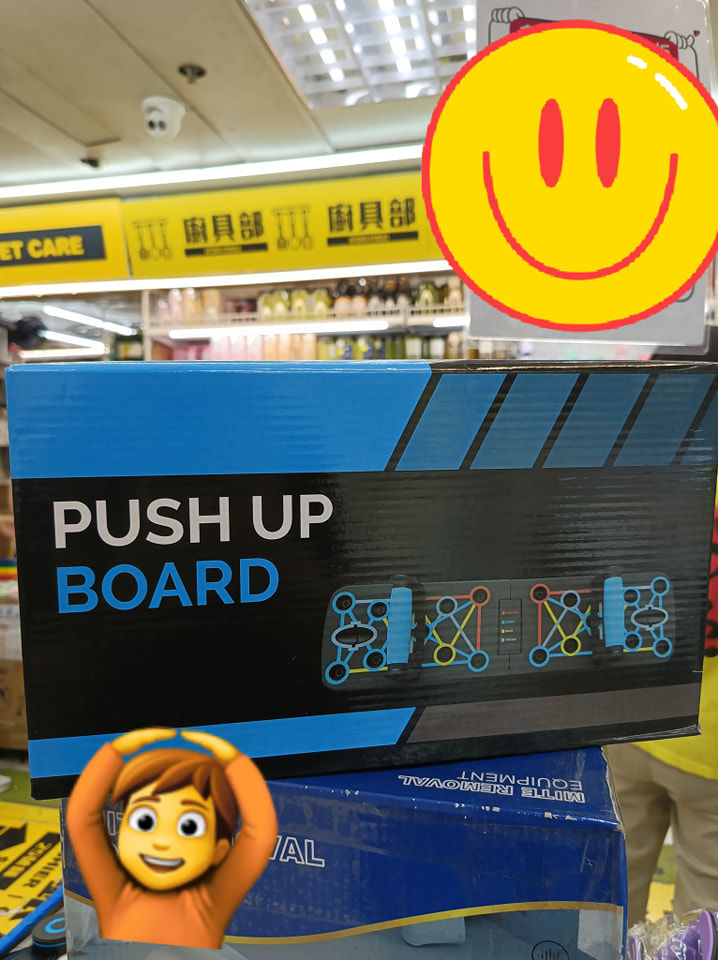 ET CARE
廚具部
廚具部
PUSH UP
BOARD
MITE REMOVAL
EQUIPMENT
VAL